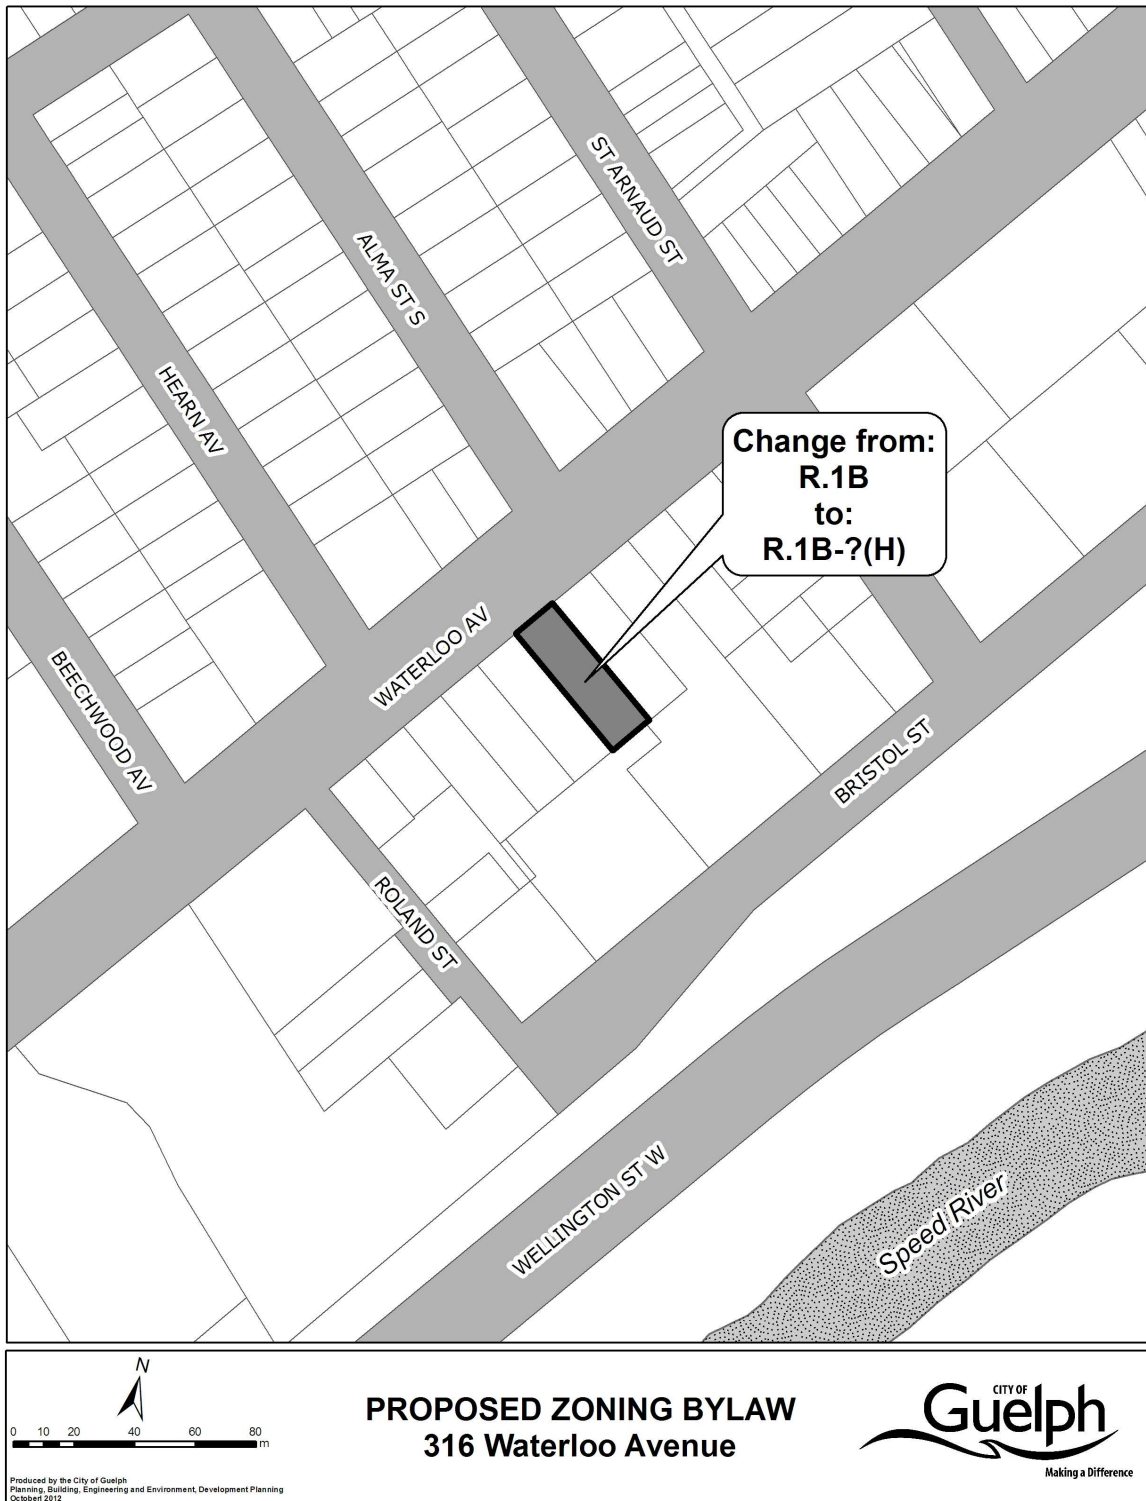 ST ARNAUD ST
ALMA ST S
HEARN AV
Change from:
R.1B
to:
R.1B-?(H)
WATERLOO AV
BEECHWOOD AV
BRISTOL ST
ROLAND ST
WELLINGTON ST W
Speed River
N
0 10 20 40 60 80
m
Produced by the City of Guelph
Planning, Building, Engineering and Environment, Development Planning
Octoberl 2012
PROPOSED ZONING BYLAW
316 Waterloo Avenue
CITY OF
Guelph
Making a Difference